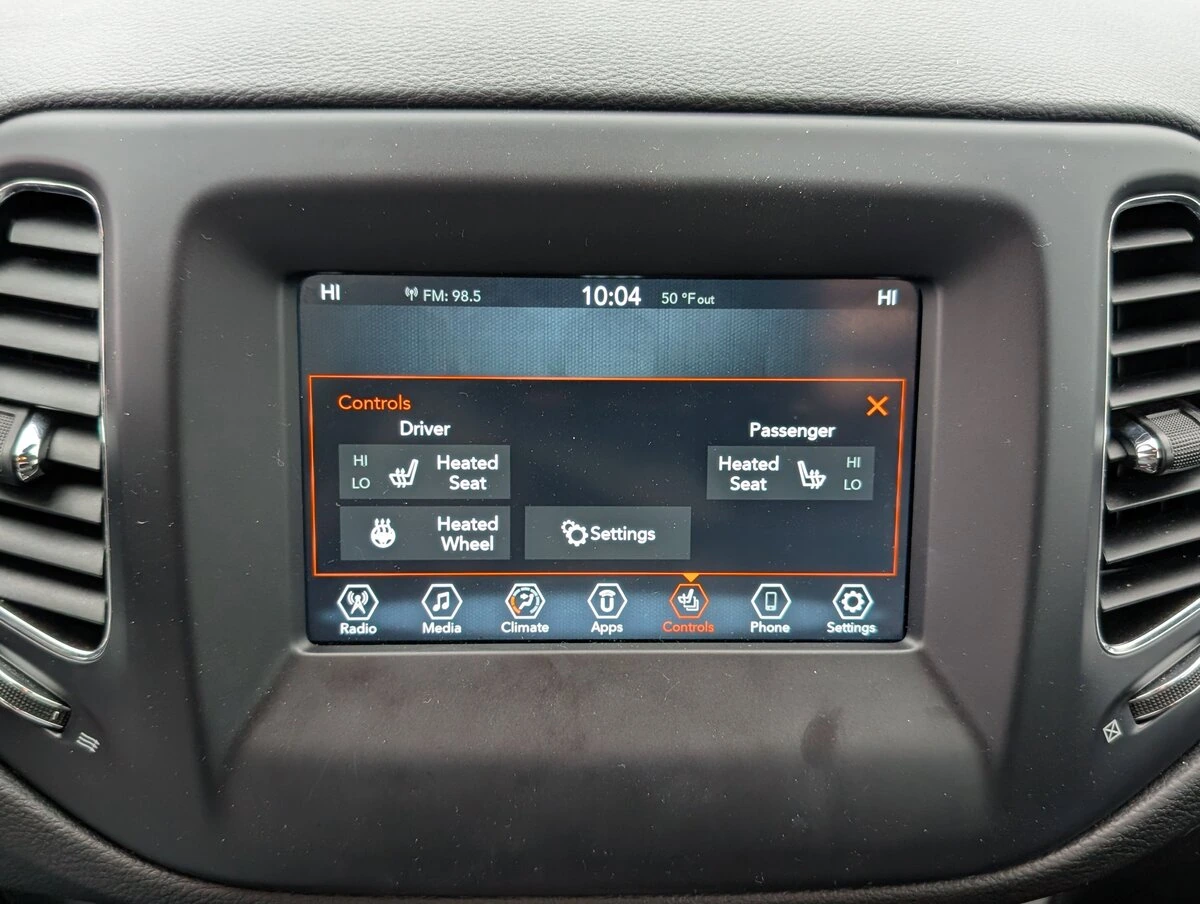 HI FM: 98.5 10:04 50 °F out HI
Controls
Driver
Passenger
HI
LO
Heated
Seat
Heated
Seat
HI
LO
Heated
Wheel
Settings
Radio
Media
Climate
Apps
Controls
Phone
Settings